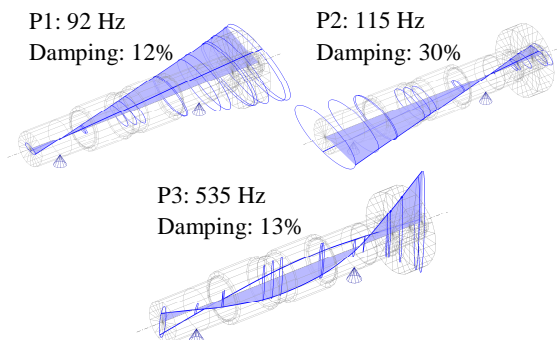 P1: 92 Hz
Damping: 12%
P2: 115 Hz
Damping: 30%
P3: 535 Hz
Damping: 13%